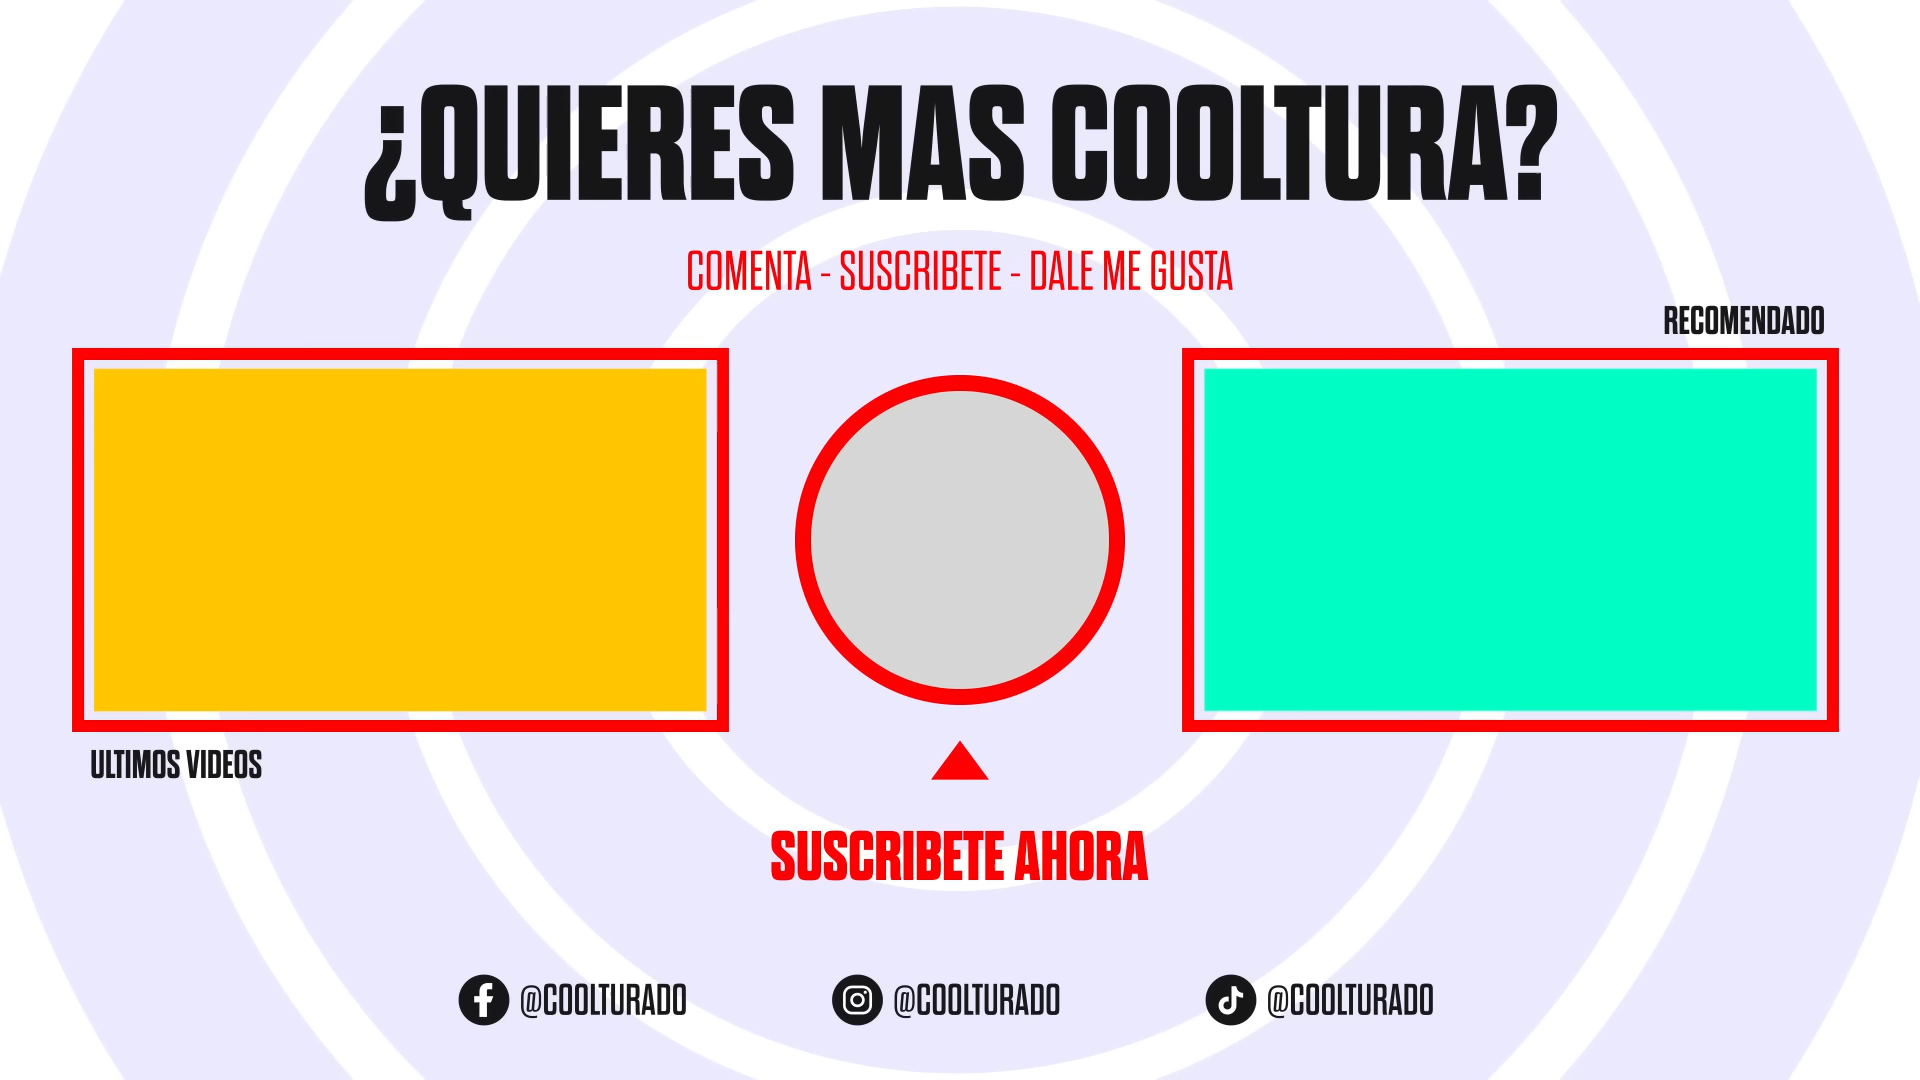 ¿QUIERES MAS COOLTURA?
COMENTA - SUSCRIBETE - DALE ME GUSTA
RECOMENDADO
ULTIMOS VIDEOS
SUSCRIBETE AHORA
@COOLTURADO
@COOLTURADO
@COOLTURADO